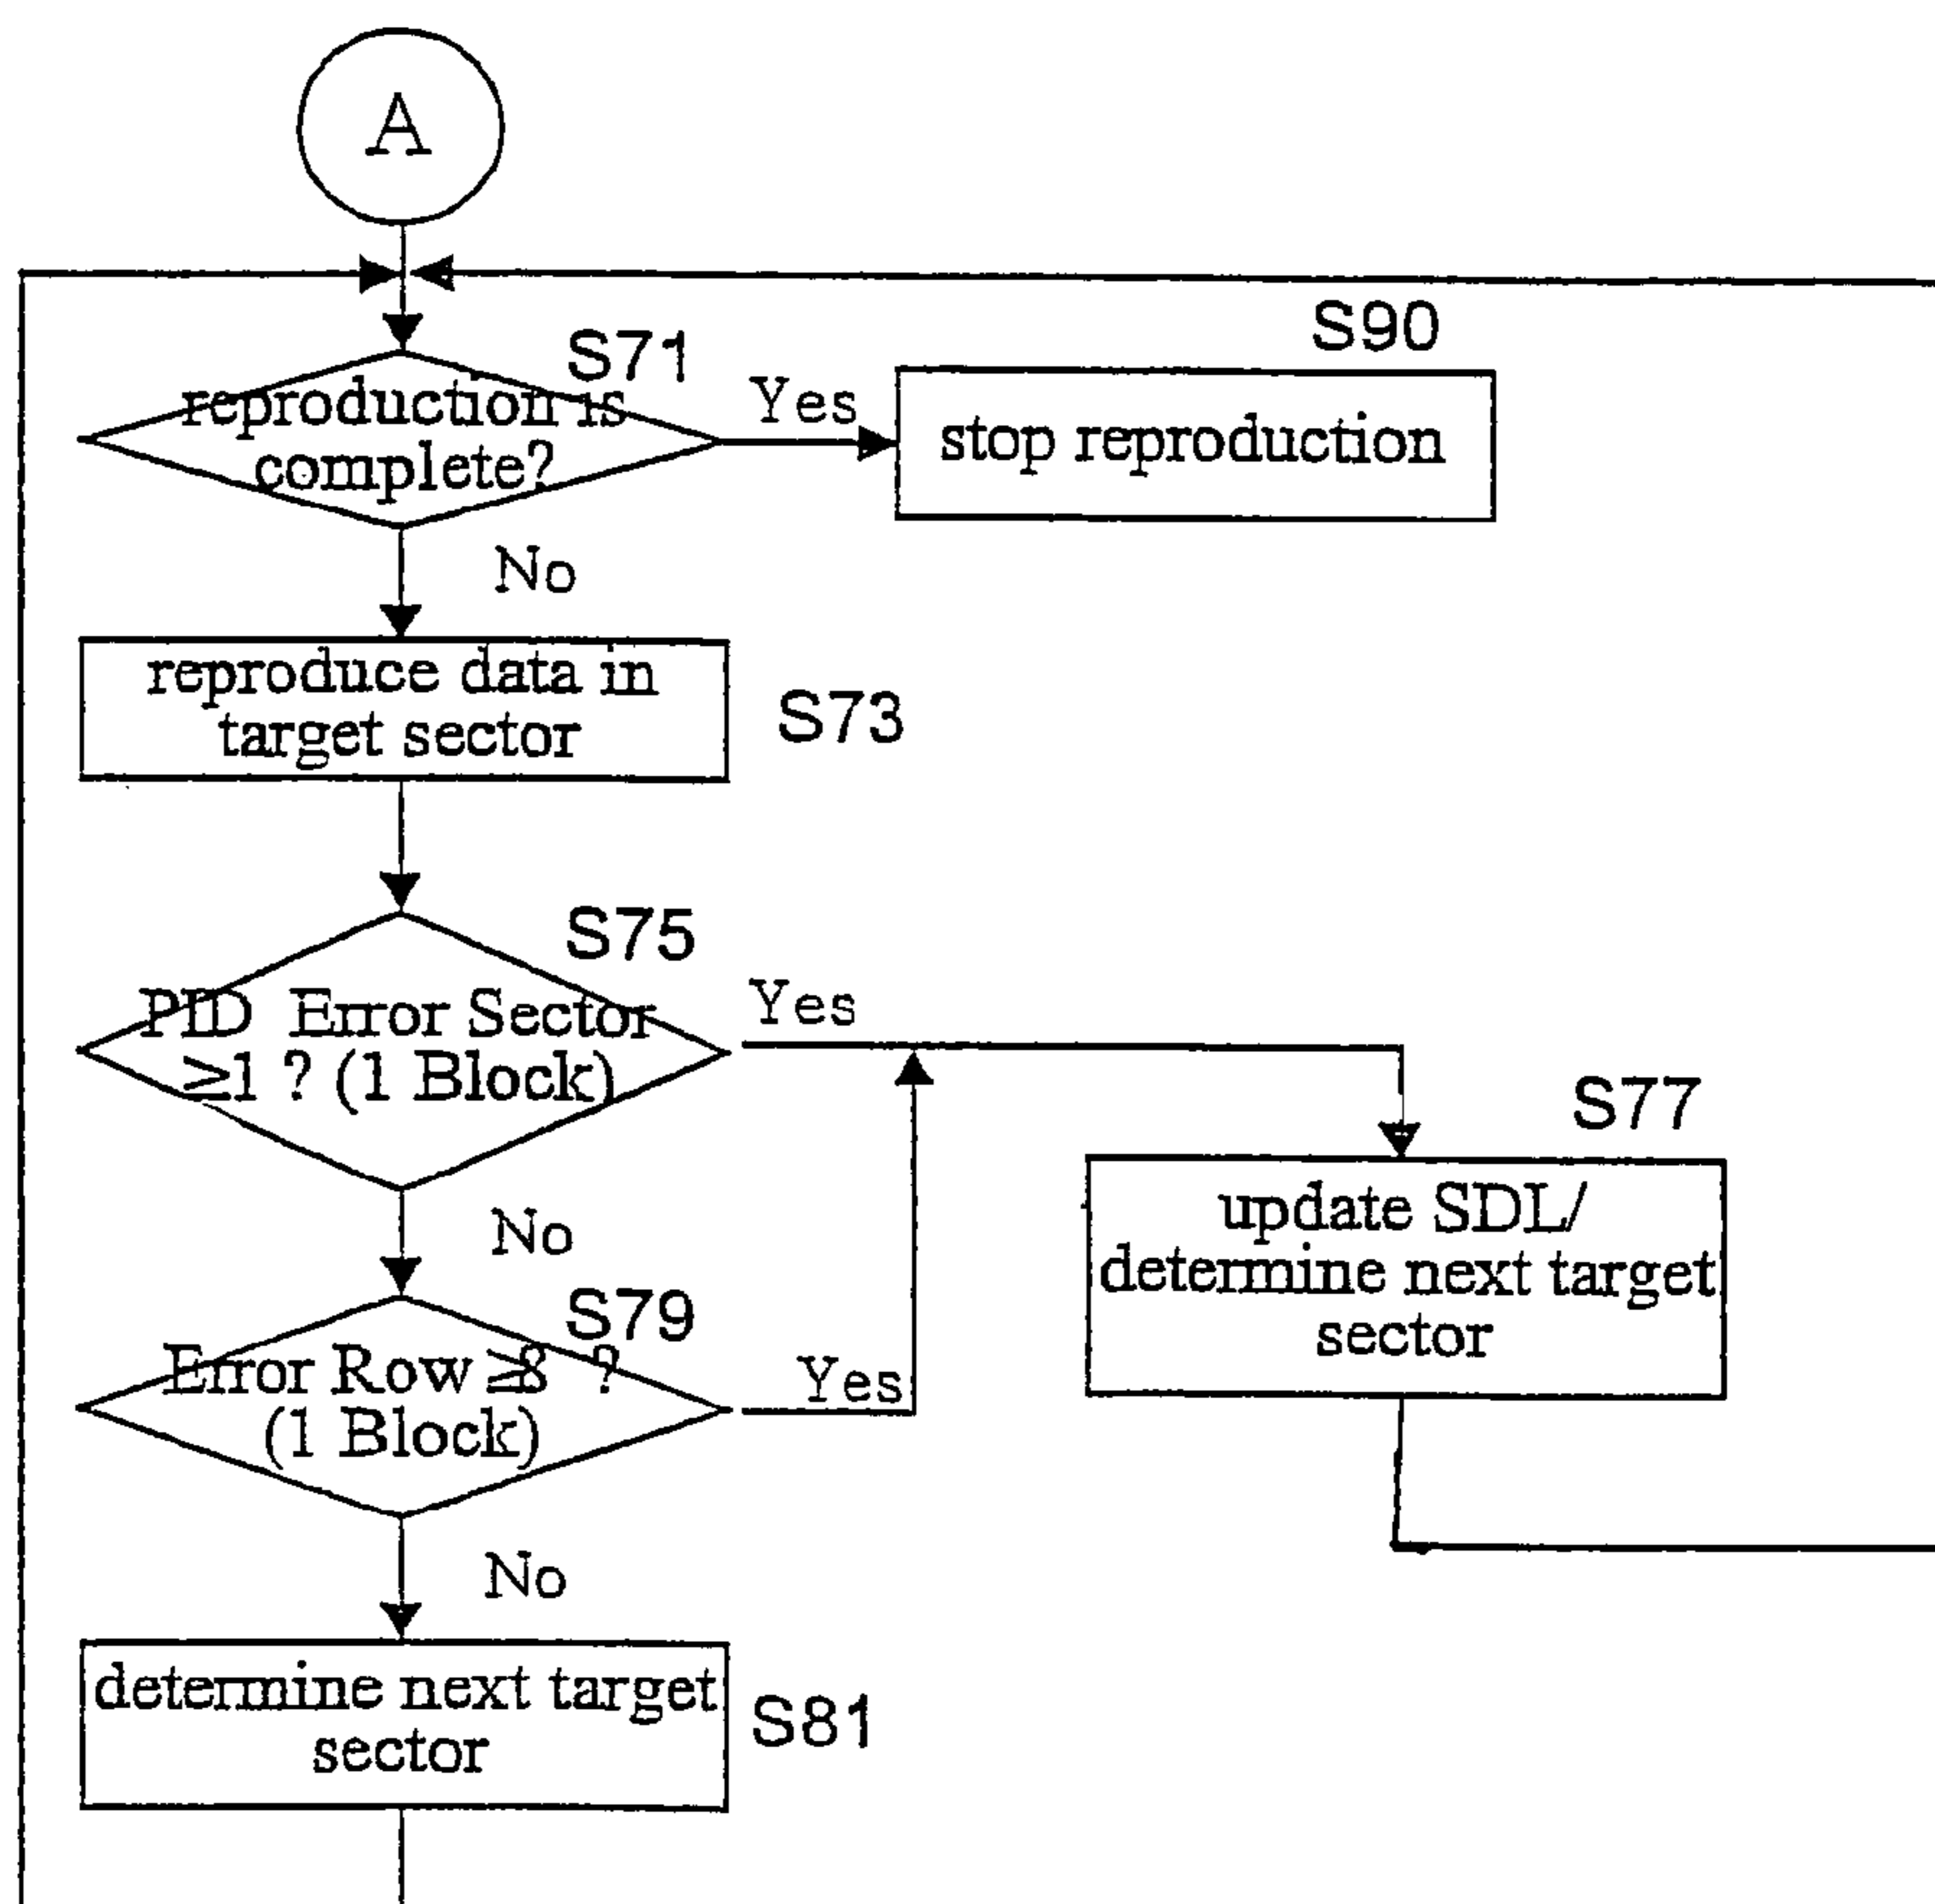 A
S71
reproduction is
complete?
Yes
S90
stop reproduction
No
reproduce data in
target sector
S73
S75
PID Error Sector
≥1 ? (1 Block)
Yes
S77
update SDL/
determine next target
sector
No
S79
Error Row ≥8 ?
(1 Block)
Yes
No
determine next target
sector
S81